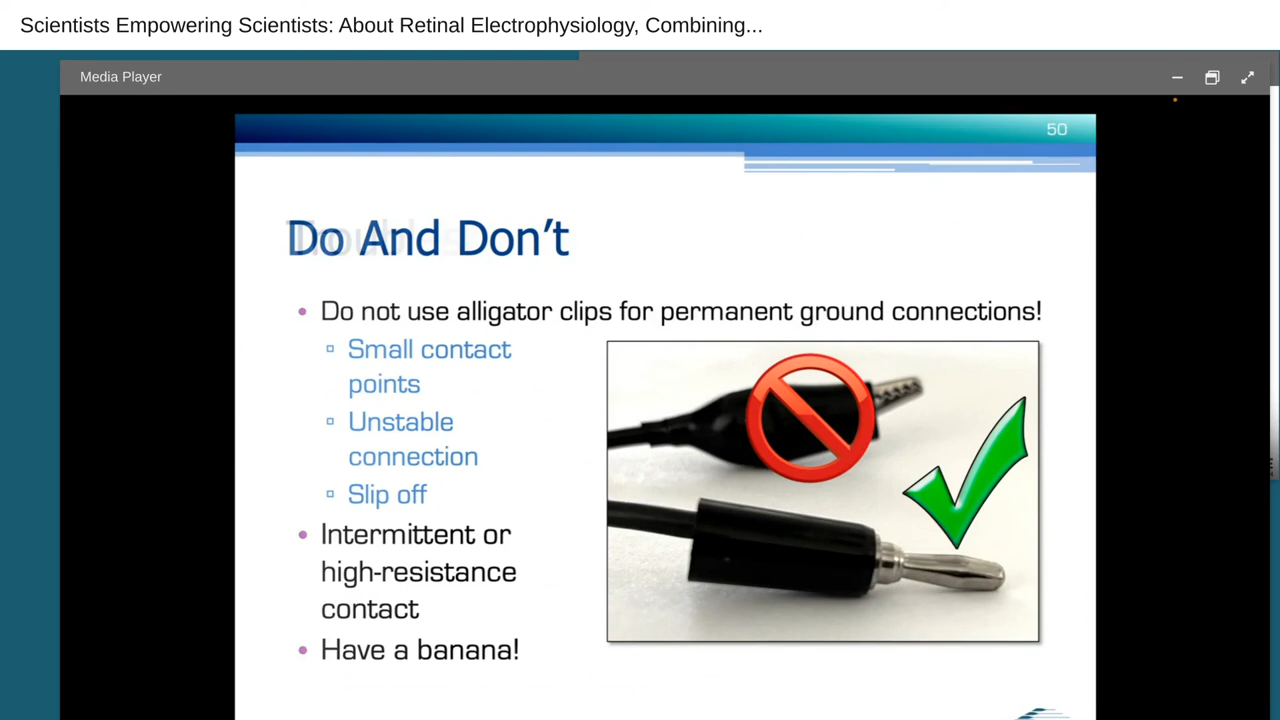 Scientists Empowering Scientists: About Retinal Electrophysiology, Combining...
Media Player
50
Do And Don't
• Do not use alligator clips for permanent ground connections!
▫ Small contact
points
▫ Unstable
connection
▫ Slip off
• Intermittent or
high-resistance
contact
• Have a banana!